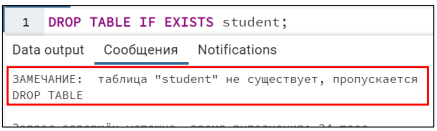 1 DROP TABLE IF EXISTS student;
Data output Сообщения Notifications
ЗАМЕЧАНИЕ: таблица "student" не существует, пропускается
DROP TABLE